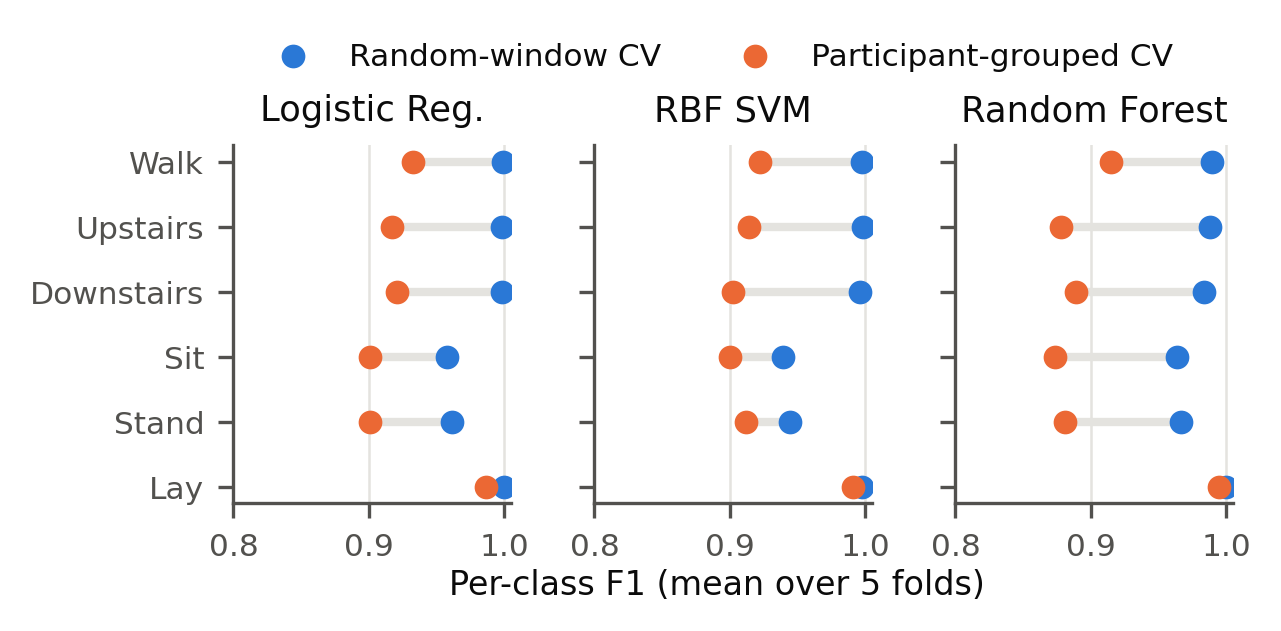 Random-window CV Participant-grouped CV
Logistic Reg. RBF SVM Random Forest
Walk
Upstairs
Downstairs
Sit
Stand
Lay
0.8 0.9 1.0 0.8 0.9 1.0 0.8 0.9 1.0
Per-class F1 (mean over 5 folds)